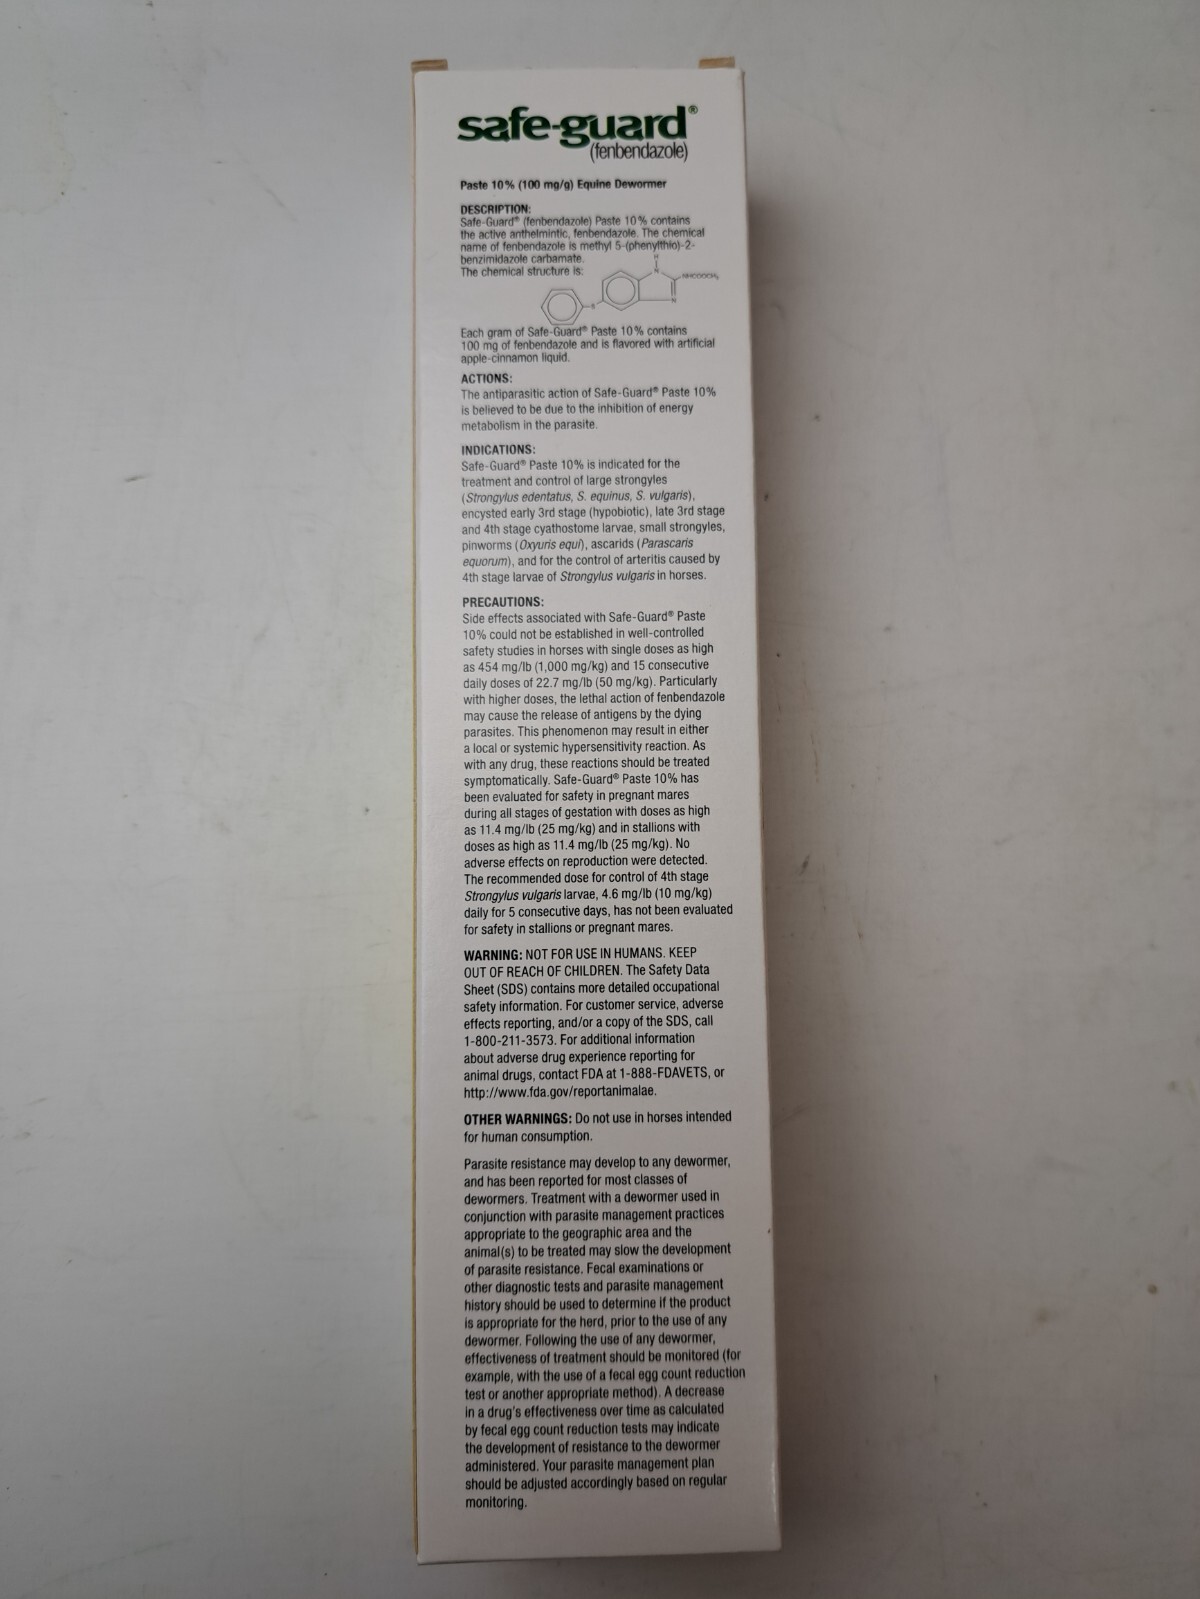 safe-guard®
(fenbendazole)
Paste 10% (100 mg/g) Equine Dewormer
DESCRIPTION:
Safe-Guard® (fenbendazole) Paste 10% contains
the active anthelmintic, fenbendazole. The chemical
name of fenbendazole is methyl 5-(phenylthio)-2-
benzimidazole carbamate.
The chemical structure is:
H
N
NHCOOCH₃
S
N
Each gram of Safe-Guard® Paste 10% contains
100 mg of fenbendazole and is flavored with artificial
apple-cinnamon liquid.
ACTIONS:
The antiparasitic action of Safe-Guard® Paste 10%
is believed to be due to the inhibition of energy
metabolism in the parasite.
INDICATIONS:
Safe-Guard® Paste 10% is indicated for the
treatment and control of large strongyles
(Strongylus edentatus, S. equinus, S. vulgaris),
encysted early 3rd stage (hypobiotic), late 3rd stage
and 4th stage cyathostome larvae, small strongyles,
pinworms (Oxyuris equi), ascarids (Parascaris
equorum), and for the control of arteritis caused by
4th stage larvae of Strongylus vulgaris in horses.
PRECAUTIONS:
Side effects associated with Safe-Guard® Paste
10% could not be established in well-controlled
safety studies in horses with single doses as high
as 454 mg/lb (1,000 mg/kg) and 15 consecutive
daily doses of 22.7 mg/lb (50 mg/kg). Particularly
with higher doses, the lethal action of fenbendazole
may cause the release of antigens by the dying
parasites. This phenomenon may result in either
a local or systemic hypersensitivity reaction. As
with any drug, these reactions should be treated
symptomatically. Safe-Guard® Paste 10% has
been evaluated for safety in pregnant mares
during all stages of gestation with doses as high
as 11.4 mg/lb (25 mg/kg) and in stallions with
doses as high as 11.4 mg/lb (25 mg/kg). No
adverse effects on reproduction were detected.
The recommended dose for control of 4th stage
Strongylus vulgaris larvae, 4.6 mg/lb (10 mg/kg)
daily for 5 consecutive days, has not been evaluated
for safety in stallions or pregnant mares.
WARNING: NOT FOR USE IN HUMANS. KEEP
OUT OF REACH OF CHILDREN. The Safety Data
Sheet (SDS) contains more detailed occupational
safety information. For customer service, adverse
effects reporting, and/or a copy of the SDS, call
1-800-211-3573. For additional information
about adverse drug experience reporting for
animal drugs, contact FDA at 1-888-FDAVETS, or
http://www.fda.gov/reportanimalae.
OTHER WARNINGS: Do not use in horses intended
for human consumption.
Parasite resistance may develop to any dewormer,
and has been reported for most classes of
dewormers. Treatment with a dewormer used in
conjunction with parasite management practices
appropriate to the geographic area and the
animal(s) to be treated may slow the development
of parasite resistance. Fecal examinations or
other diagnostic tests and parasite management
history should be used to determine if the product
is appropriate for the herd, prior to the use of any
dewormer. Following the use of any dewormer,
effectiveness of treatment should be monitored (for
example, with the use of a fecal egg count reduction
test or another appropriate method). A decrease
in a drug's effectiveness over time as calculated
by fecal egg count reduction tests may indicate
the development of resistance to the dewormer
administered. Your parasite management plan
should be adjusted accordingly based on regular
monitoring.